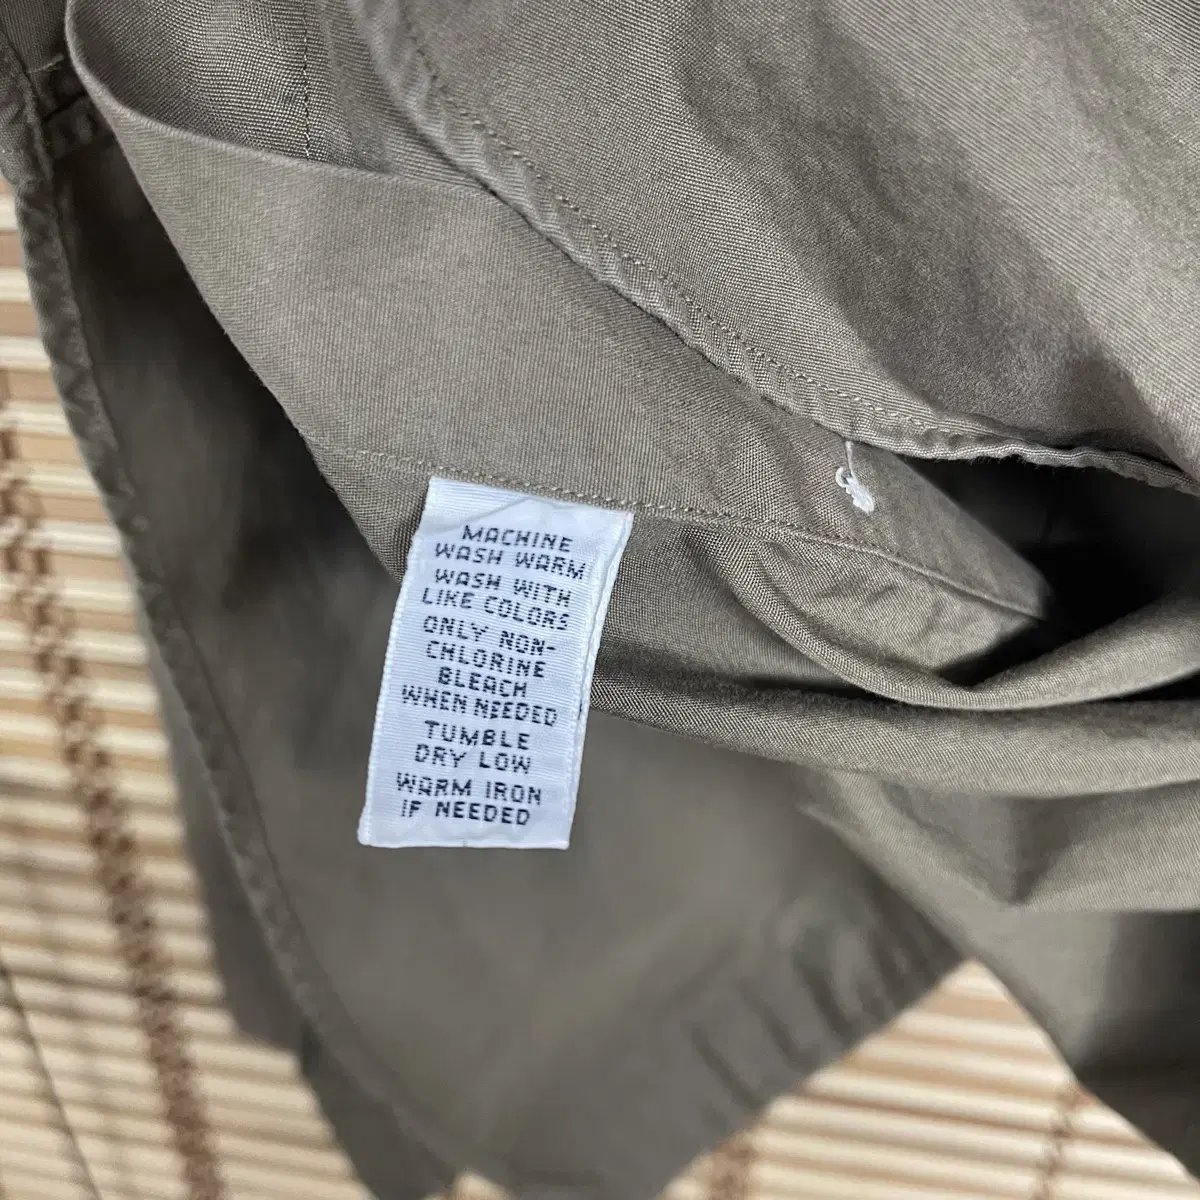 MACHINE
WASH WARM
WASH WITH
LIKE COLORS
ONLY NON-
CHLORINE
BLEACH
WHEN NEEDED
TUMBLE
DRY LOW
WARM IRON
IF NEEDED